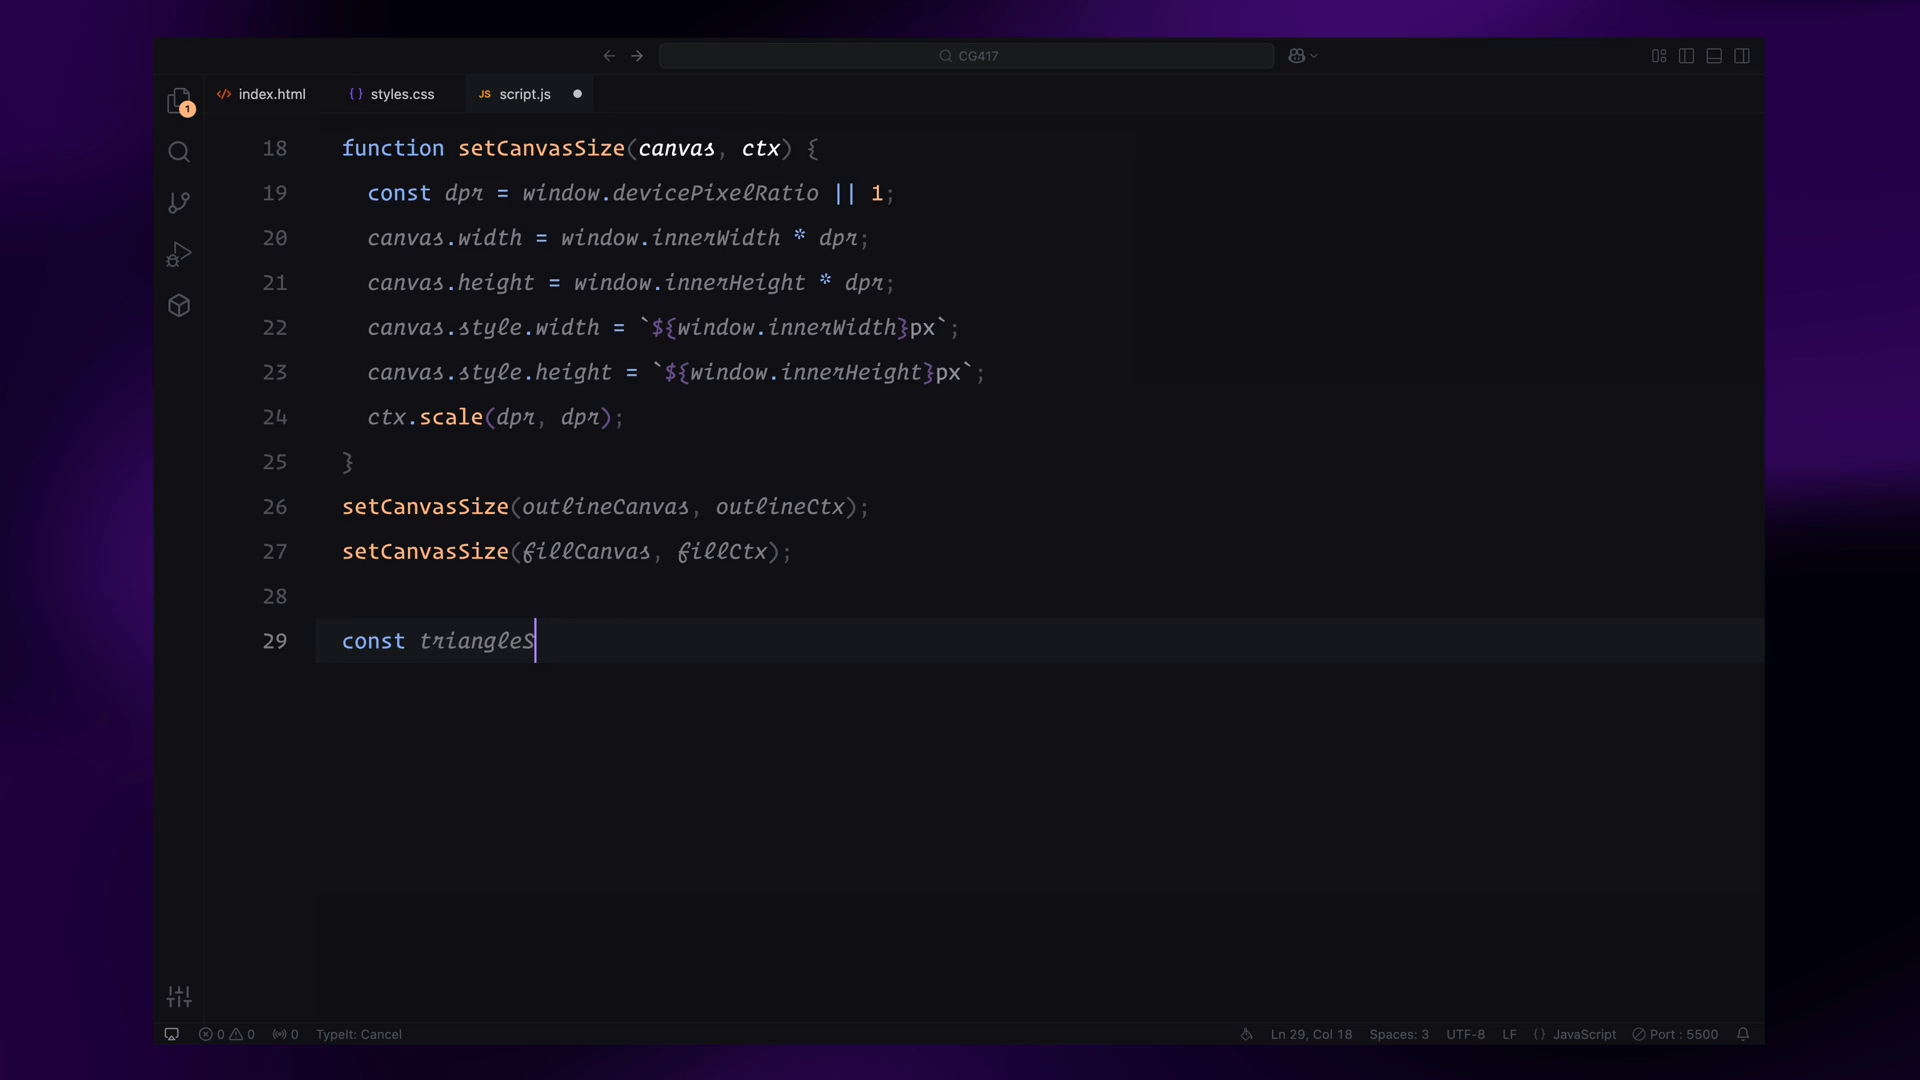 CG417
index.html
styles.css
JS script.js
1
18 function setCanvasSize(canvas, ctx) {
19 const dpr = window.devicePixelRatio || 1;
20 canvas.width = window.innerWidth * dpr;
21 canvas.height = window.innerHeight * dpr;
22 canvas.style.width = `${window.innerWidth}px`;
23 canvas.style.height = `${window.innerHeight}px`;
24 ctx.scale(dpr, dpr);
25 }
26 setCanvasSize(outlineCanvas, outlineCtx);
27 setCanvasSize(fillCanvas, fillCtx);
28
29 const triangleS
0 0 0 TypeIt: Cancel Ln 29, Col 18 Spaces: 3 UTF-8 LF {} JavaScript Port : 5500